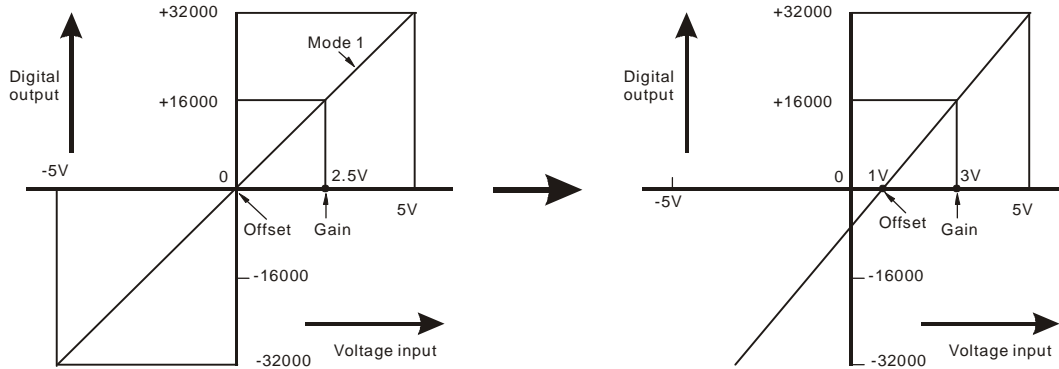 +32000
Mode 1
Digital
output
+16000
-5V
0
2.5V
5V
Offset
Gain
-16000
Voltage input
-32000
+32000
Digital
output
+16000
0
1V
3V
-5V
5V
Offset
Gain
-16000
Voltage input
-32000